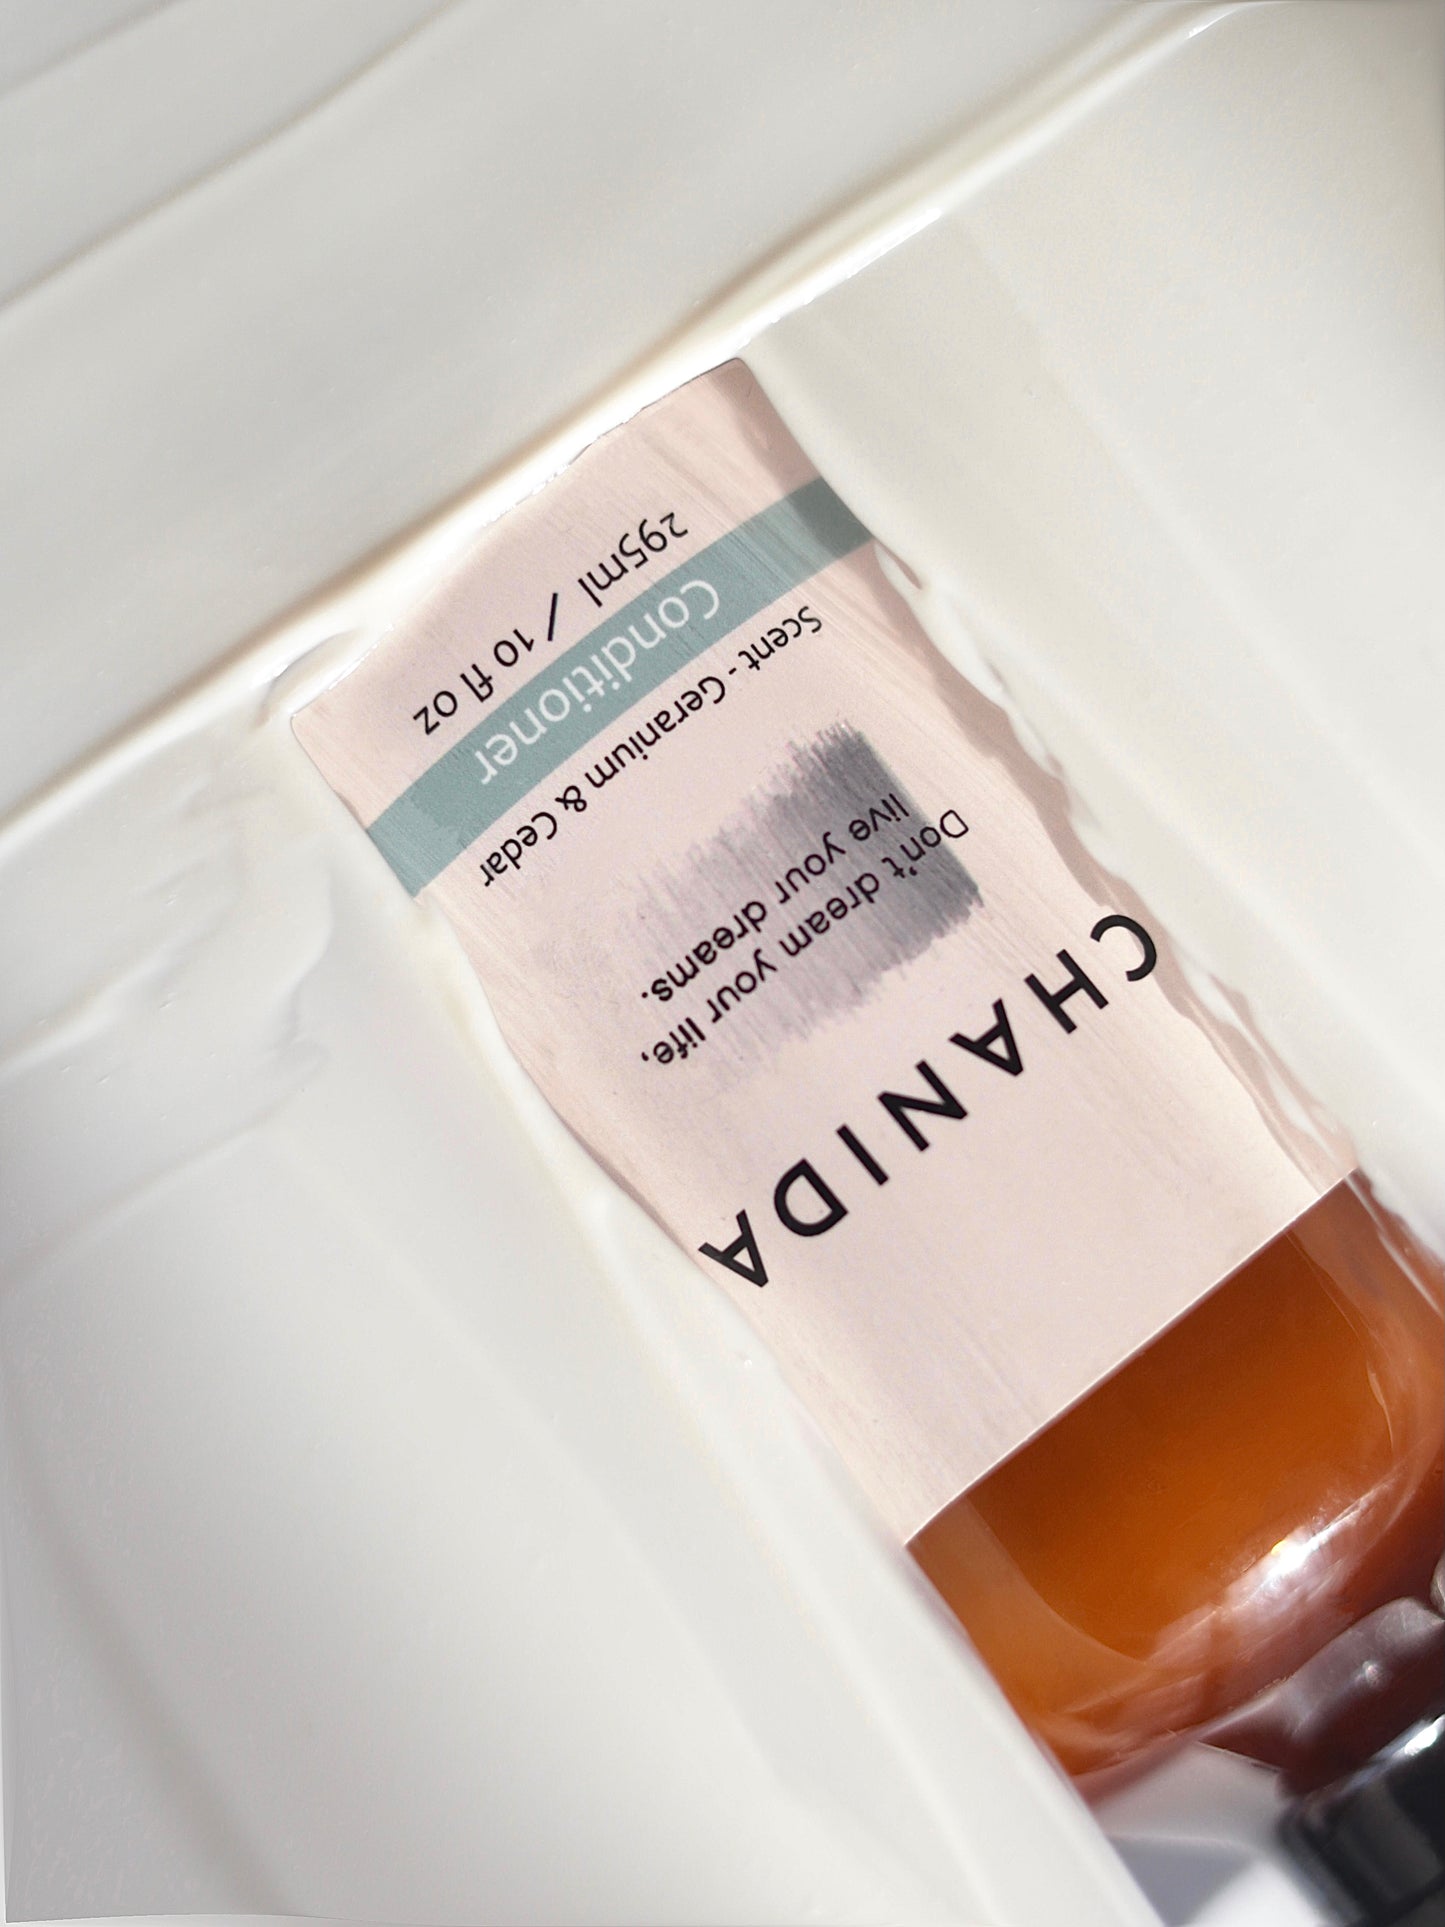 CHANIDA
Don't dream your life,
live your dreams.
Scent - Geranium & Cedar
Conditioner
295ml / 10 fl oz